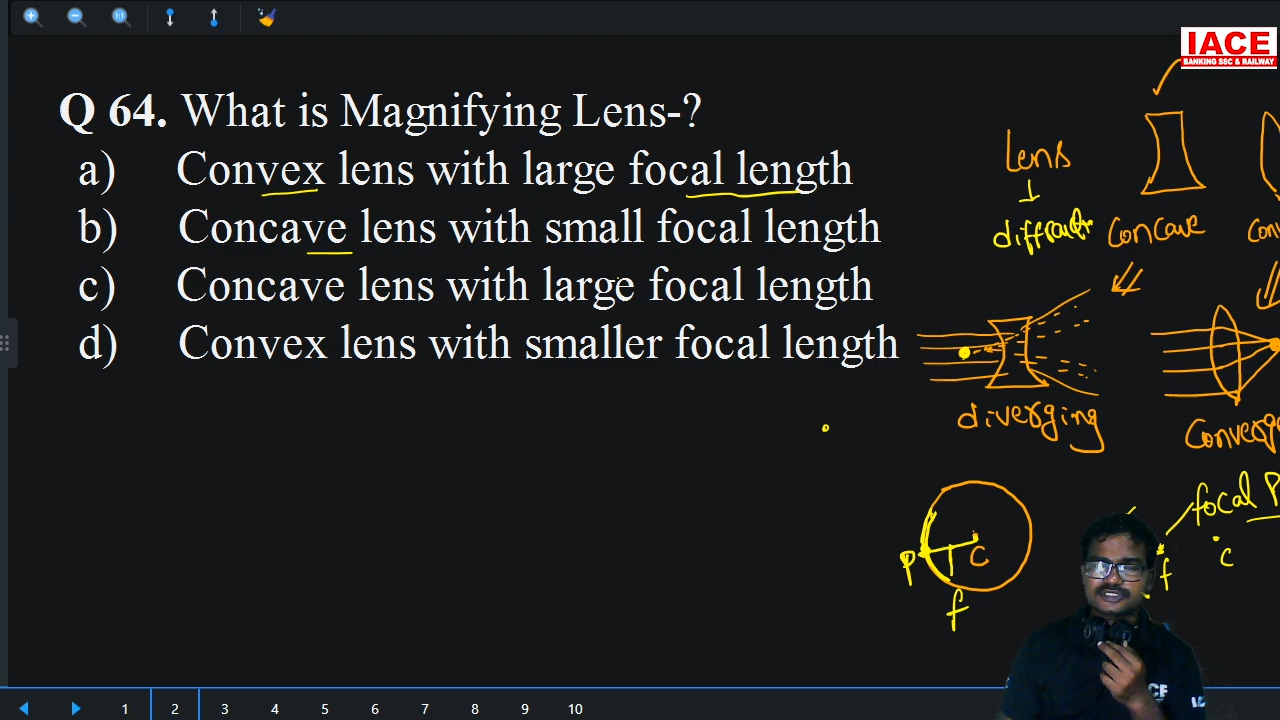 IACE
BANKING SSC & RAILWAY
Q 64. What is Magnifying Lens-?
a) Convex lens with large focal length
b) Concave lens with small focal length
c) Concave lens with large focal length
d) Convex lens with smaller focal length
Lens
Concave
diverging
focal P
P
C
f
f
c
1 2 3 4 5 6 7 8 9 10